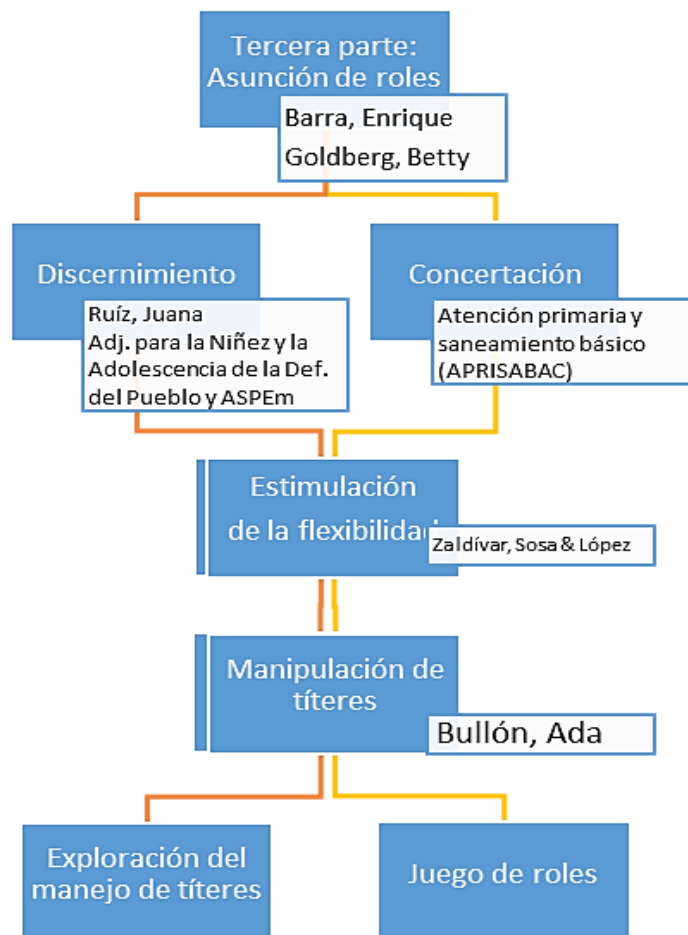 Tercera parte:
Asunción de roles
Barra, Enrique
Goldberg, Betty
Discernimiento
Ruíz, Juana
Adj. para la Niñez y la
Adolescencia de la Def.
del Pueblo y ASPEm
Concertación
Atención primaria y
saneamiento básico
(APRISABAC)
Estimulación
de la flexibilidad
Zaldívar, Sosa & López
Manipulación de
títeres
Bullón, Ada
Exploración del
manejo de títeres
Juego de roles